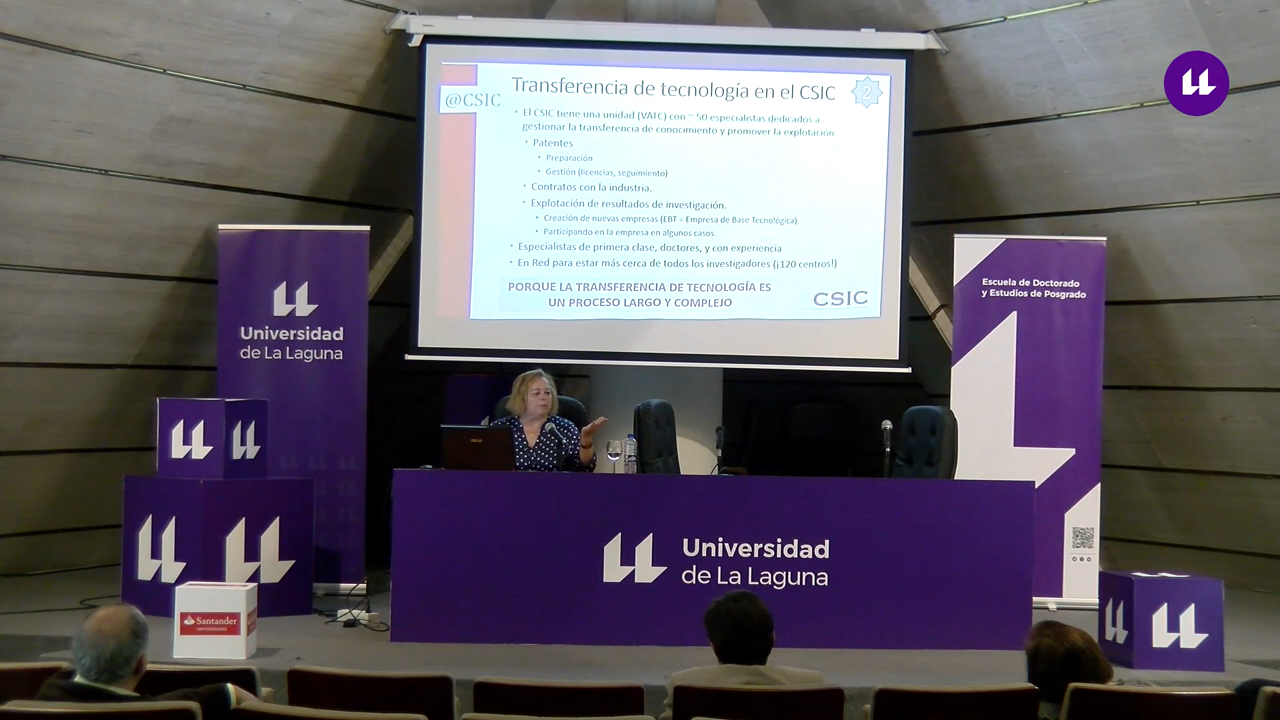 Transferencia de tecnología en el CSIC
2
@CSIC
• El CSIC tiene una unidad (VATC) con ~ 50 especialistas dedicados a
gestionar la transferencia de conocimiento y promover la explotación.
• Patentes
• Preparación
• Gestión (licencias, seguimiento)
• Contratos con la industria.
• Explotación de resultados de investigación.
• Creación de nuevas empresas (EBT = Empresa de Base Tecnológica)
• Participando en la empresa en algunos casos.
• Especialistas de primera clase, doctores, y con experiencia
• En Red para estar más cerca de todos los investigadores (¡120 centros!)
PORQUE LA TRANSFERENCIA DE TECNOLOGÍA ES
UN PROCESO LARGO Y COMPLEJO
CSIC
Universidad
de La Laguna
Escuela de Doctorado
y Estudios de Posgrado
Universidad
de La Laguna
Santander